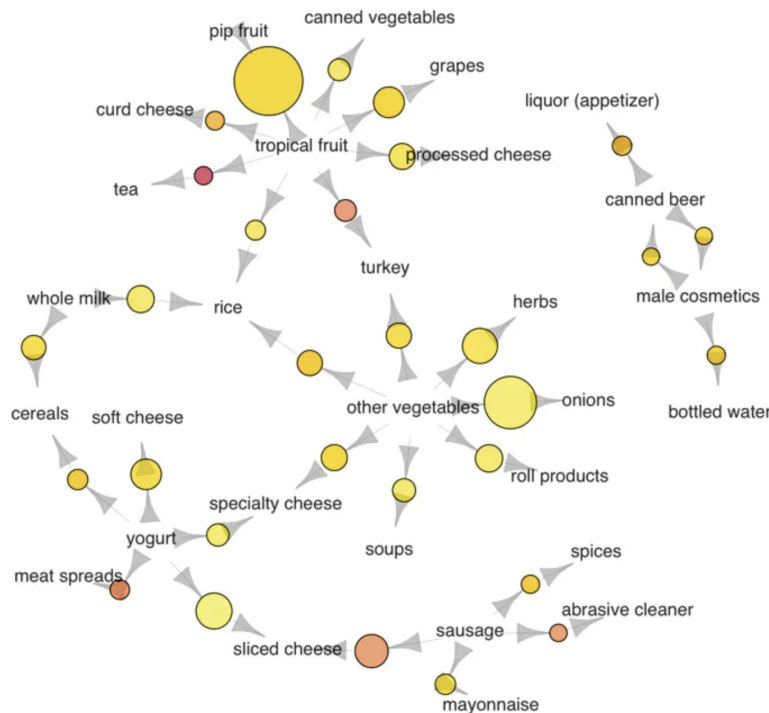 canned vegetables
pip fruit
grapes
liquor (appetizer)
curd cheese
tropical fruit
processed cheese
tea
canned beer
turkey
whole milk
rice
male cosmetics
herbs
cereals
soft cheese
other vegetables
onions
bottled water
roll products
specialty cheese
yogurt
soups
spices
meat spreads
abrasive cleaner
sausage
sliced cheese
mayonnaise